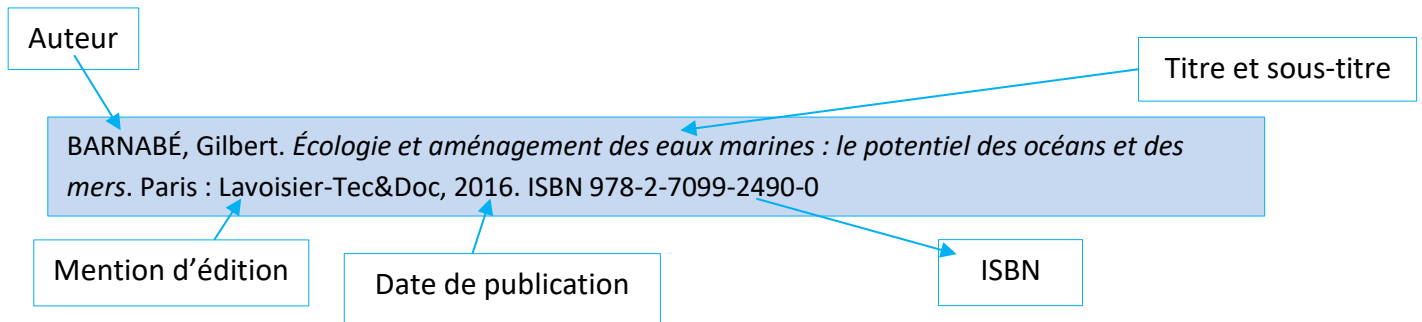 Auteur
Titre et sous-titre
BARNABÉ, Gilbert. Écologie et aménagement des eaux marines : le potentiel des océans et des
mers. Paris : Lavoisier-Tec&Doc, 2016. ISBN 978-2-7099-2490-0
Mention d’édition
Date de publication
ISBN